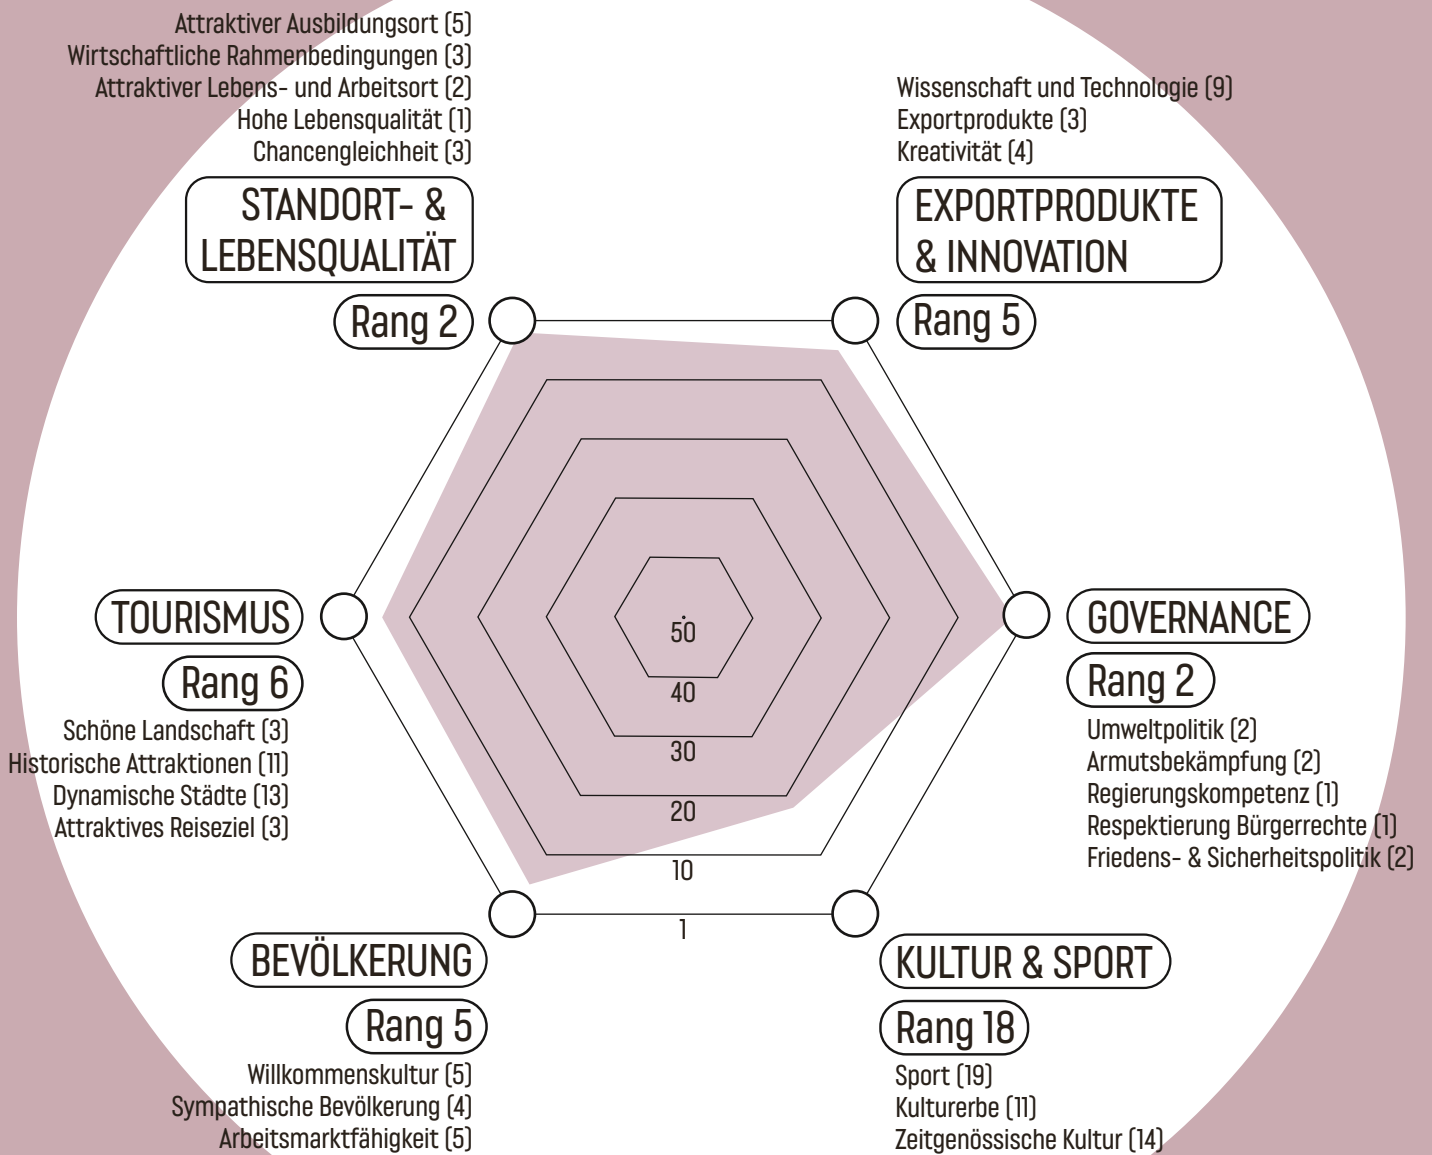 Attraktiver Ausbildungsort (5)
Wirtschaftliche Rahmenbedingungen (3)
Attraktiver Lebens- und Arbeitsort (2)
Hohe Lebensqualität (1)
Chancengleichheit (3)
STANDORT- &
LEBENSQUALITÄT
Rang 2
Wissenschaft und Technologie (9)
Exportprodukte (3)
Kreativität (4)
EXPORTPRODUKTE
& INNOVATION
Rang 5
TOURISMUS
Rang 6
Schöne Landschaft (3)
Historische Attraktionen (11)
Dynamische Städte (13)
Attraktives Reiseziel (3)
50
40
30
20
10
1
GOVERNANCE
Rang 2
Umweltpolitik (2)
Armutsbekämpfung (2)
Regierungskompetenz (1)
Respektierung Bürgerrechte (1)
Friedens- & Sicherheitspolitik (2)
BEVÖLKERUNG
Rang 5
Willkommenskultur (5)
Sympathische Bevölkerung (4)
Arbeitsmarktfähigkeit (5)
KULTUR & SPORT
Rang 18
Sport (19)
Kulturerbe (11)
Zeitgenössische Kultur (14)